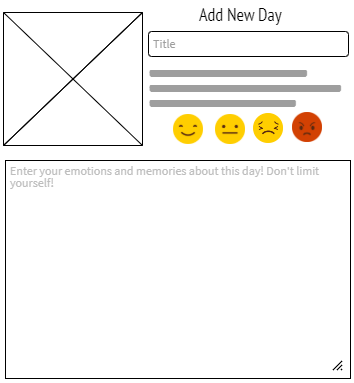 Add New Day
Title
Enter your emotions and memories about this day! Don't limit
yourself!